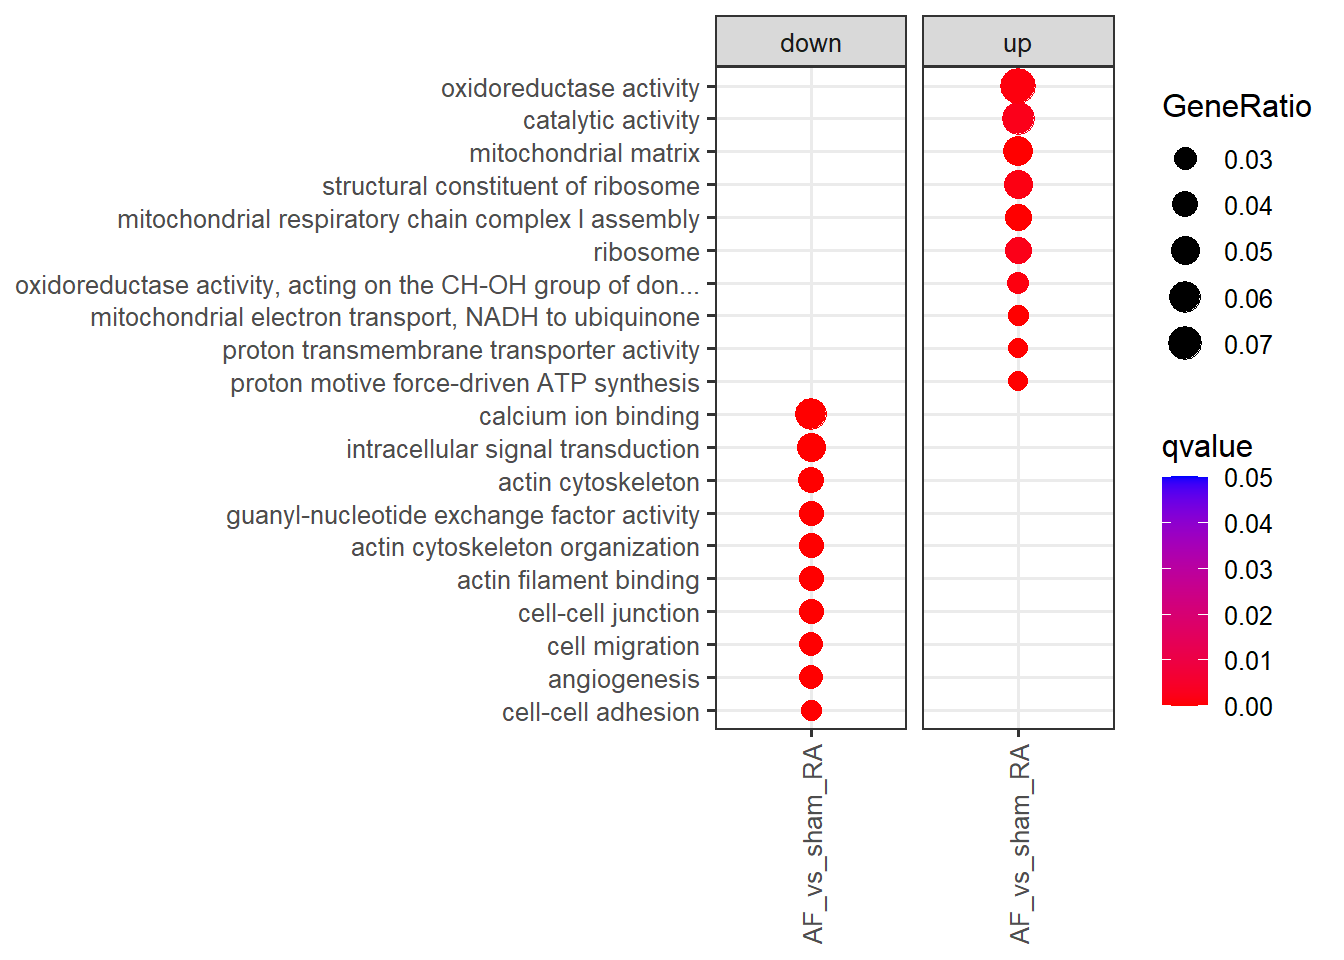 down
up
oxidoreductase activity
catalytic activity
mitochondrial matrix
structural constituent of ribosome
mitochondrial respiratory chain complex I assembly
ribosome
oxidoreductase activity, acting on the CH-OH group of don...
mitochondrial electron transport, NADH to ubiquinone
proton transmembrane transporter activity
proton motive force-driven ATP synthesis
calcium ion binding
intracellular signal transduction
actin cytoskeleton
guanyl-nucleotide exchange factor activity
actin cytoskeleton organization
actin filament binding
cell-cell junction
cell migration
angiogenesis
cell-cell adhesion
AF_vs_sham_RA
AF_vs_sham_RA
GeneRatio
0.03
0.04
0.05
0.06
0.07
qvalue
0.05
0.04
0.03
0.02
0.01
0.00